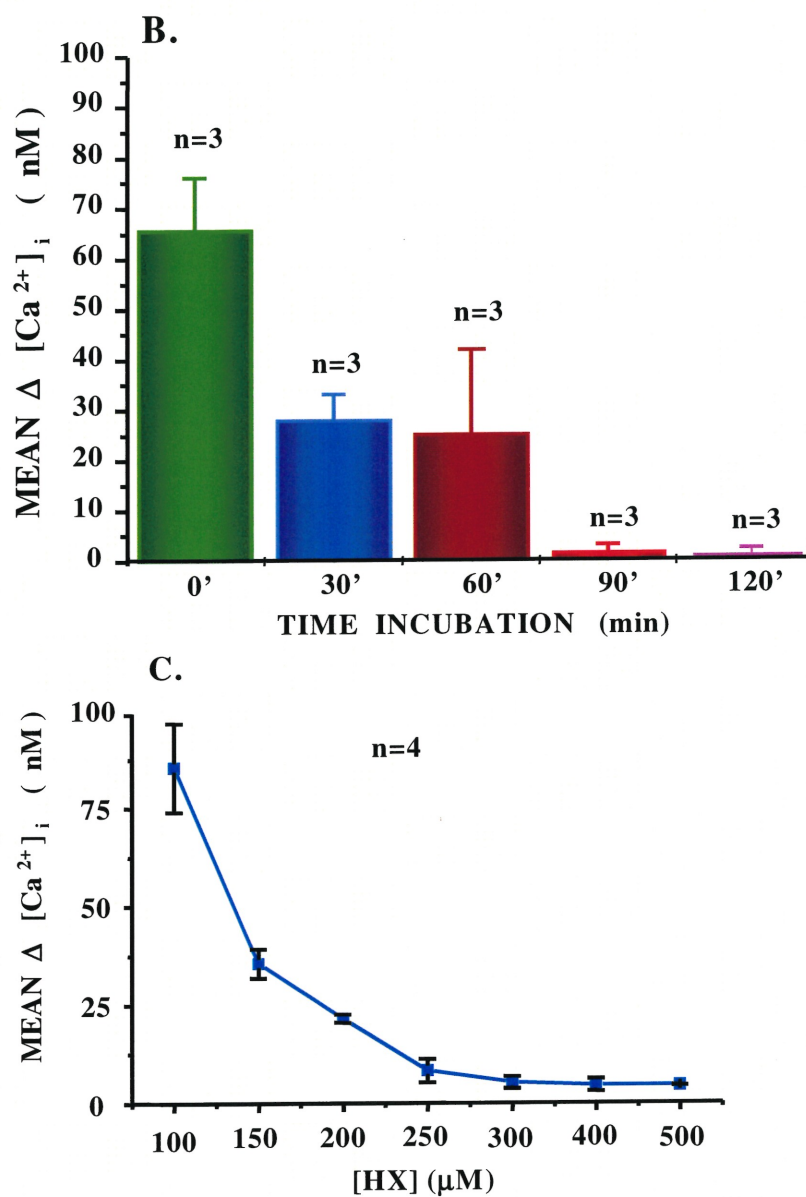 B.
MEAN Δ [Ca 2+] i ( nM )
100
90
80
70
60
50
40
30
20
10
0
n=3
n=3
n=3
n=3
n=3
0’
30’
60’
90’
120’
TIME INCUBATION (min)
C.
MEAN Δ [Ca 2+] i ( nM )
100
75
50
25
0
n=4
100
150
200
250
300
400
500
[HX] (μM)